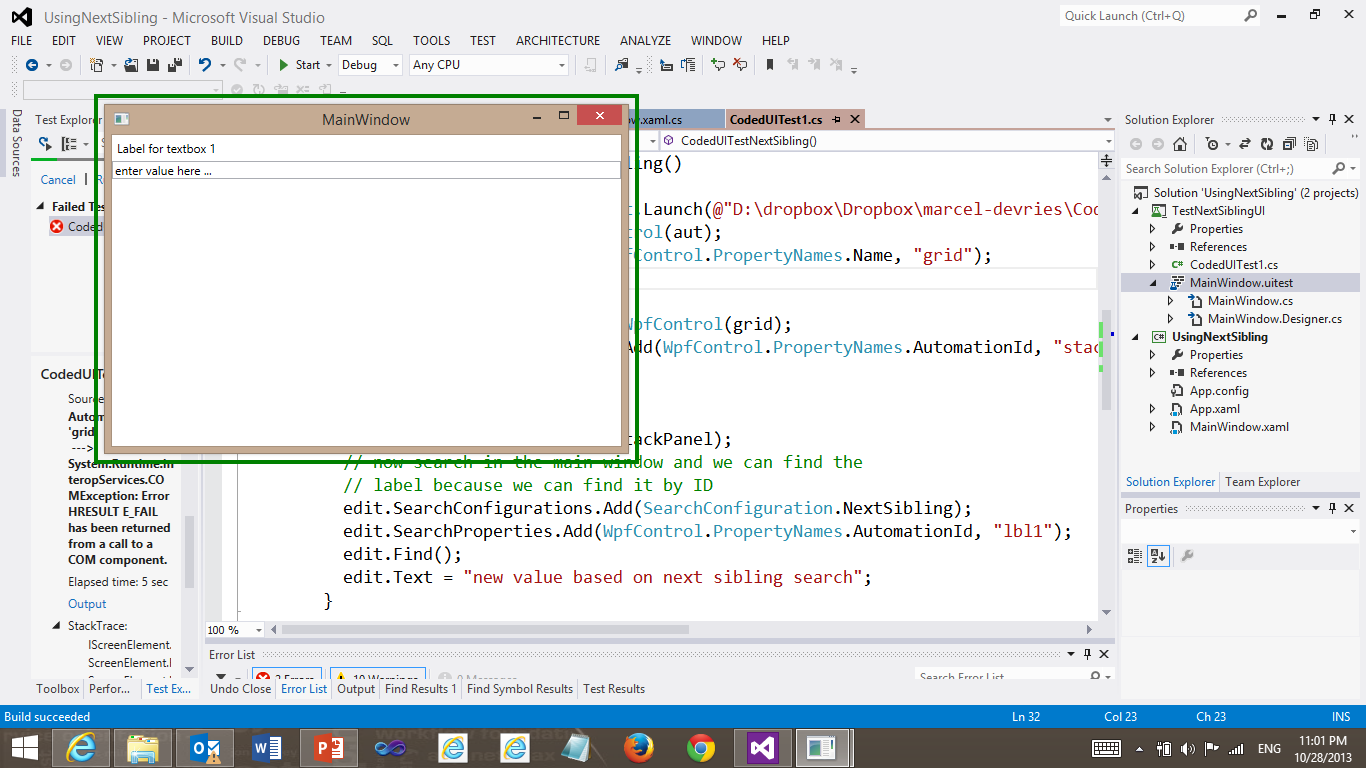 UsingNextSibling - Microsoft Visual Studio
Quick Launch (Ctrl+Q)
FILE EDIT VIEW PROJECT BUILD DEBUG TEAM SQL TOOLS TEST ARCHITECTURE ANALYZE WINDOW HELP
Start Debug Any CPU
Data Sources
Test Explorer
MainWindow
ow.xaml.cs
CodedUITest1.cs
Solution Explorer
CodedUITestNextSibling()
Label for textbox 1
enter value here ...
Cancel
Failed Tes
Coded
ling()
t.Launch(@"D:\dropbox\Dropbox\marcel-devries\Cod
trol(aut);
fControl.PropertyNames.Name, "grid");
WpfControl(grid);
Add(WpfControl.PropertyNames.AutomationId, "stac
tackPanel);
// now search in the main window and we can find the
// label because we can find it by ID
edit.SearchConfigurations.Add(SearchConfiguration.NextSibling);
edit.SearchProperties.Add(WpfControl.PropertyNames.AutomationId, "lbl1");
edit.Find();
edit.Text = "new value based on next sibling search";
}
CodedUITe
Source
Autom
'grid
--->
System.Runtime.In
teropServices.CO
MException: Error
HRESULT E_FAIL
has been returned
from a call to a
COM component.
Elapsed time: 5 sec
Output
StackTrace:
IScreenElement.
ScreenElement.I
Search Solution Explorer (Ctrl+;)
Solution 'UsingNextSibling' (2 projects)
TestNextSiblingUI
Properties
References
CodedUITest1.cs
MainWindow.uitest
MainWindow.cs
MainWindow.Designer.cs
UsingNextSibling
Properties
References
App.config
App.xaml
MainWindow.xaml
Solution Explorer Team Explorer
Properties
100 %
Error List
2 Errors 10 Warnings 0 Messages
Search Error List
Toolbox Perfor... Test Ex... Undo Close Error List Output Find Results 1 Find Symbol Results Test Results
Build succeeded
Ln 32 Col 23 Ch 23 INS
ENG
11:01 PM
10/28/2013